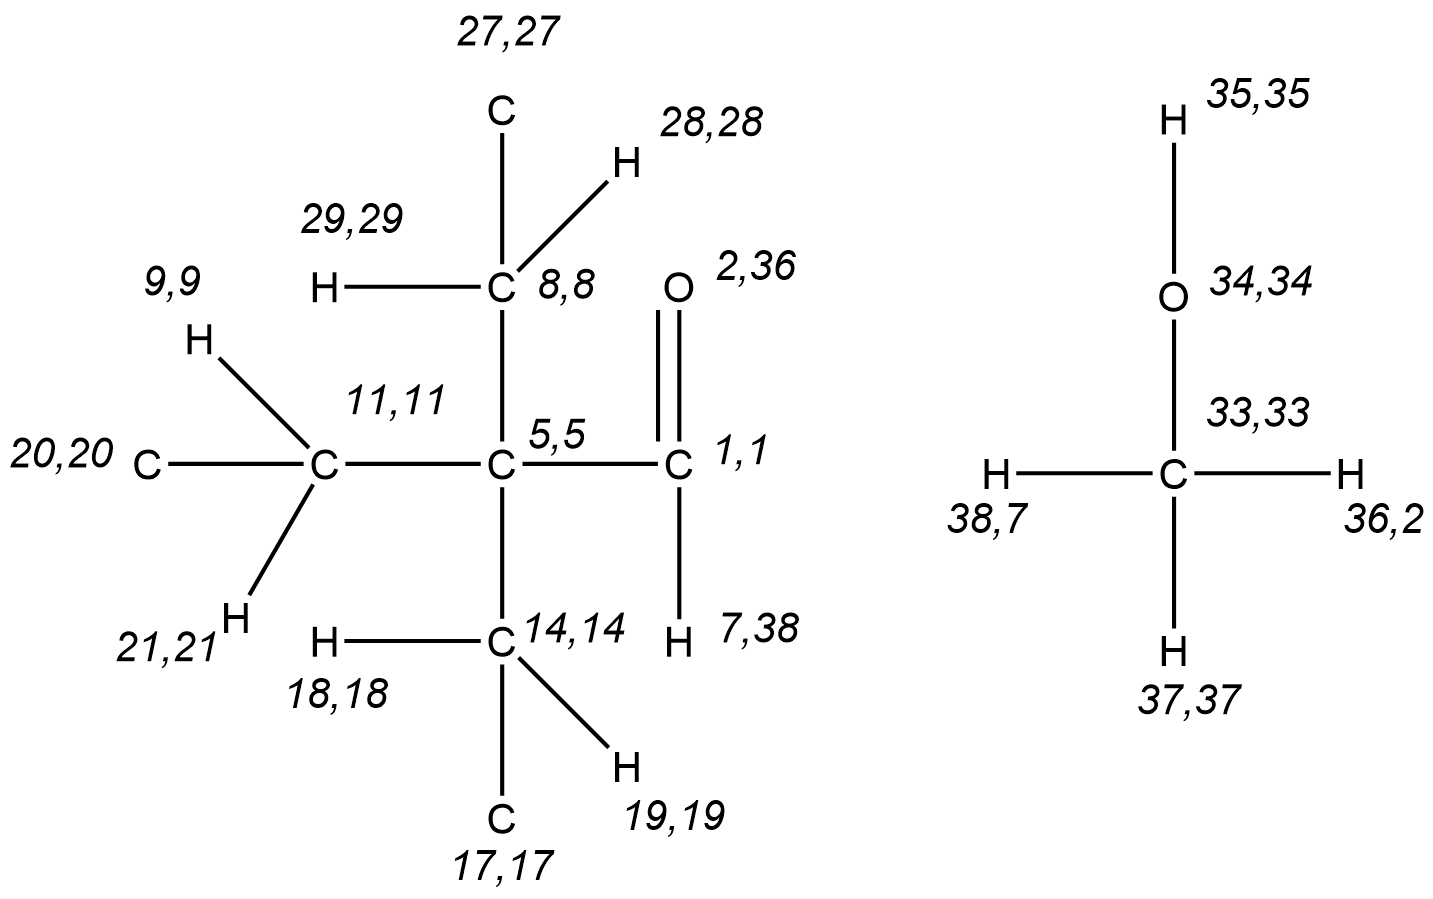 27,27
C
35,35
H
28,28
H
29,29
H
C
8,8
O
2,36
O
34,34
9,9
H
11,11
5,5
1,1
33,33
20,20
C
C
C
C
H
C
H
38,7
36,2
H
21,21
H
C
14,14
H
7,38
18,18
H
37,37
H
19,19
C
17,17